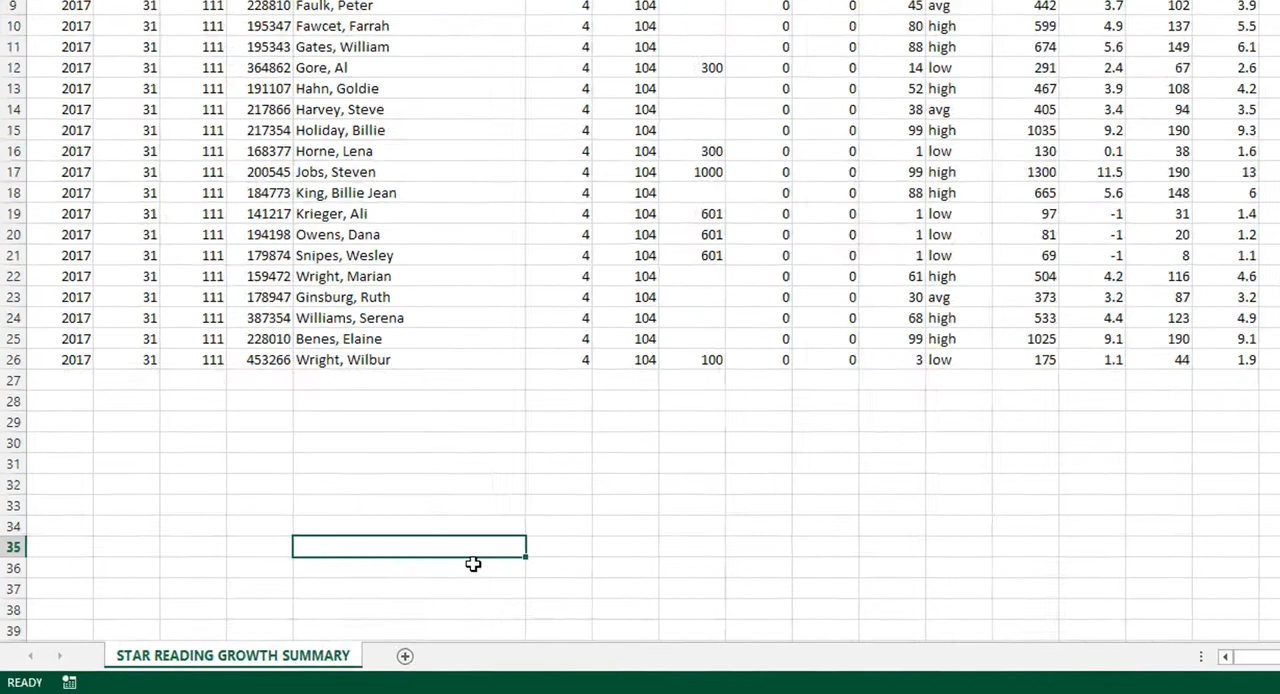 9 2017 31 111 228810 Faulk, Peter 4 104 0 0 45 avg 442 3.7 102 3.9
10 2017 31 111 195347 Fawcet, Farrah 4 104 0 0 80 high 599 4.9 137 5.5
11 2017 31 111 195343 Gates, William 4 104 0 0 88 high 674 5.6 149 6.1
12 2017 31 111 364862 Gore, Al 4 104 300 0 0 14 low 291 2.4 67 2.6
13 2017 31 111 191107 Hahn, Goldie 4 104 0 0 52 high 467 3.9 108 4.2
14 2017 31 111 217866 Harvey, Steve 4 104 0 0 38 avg 405 3.4 94 3.5
15 2017 31 111 217354 Holiday, Billie 4 104 0 0 99 high 1035 9.2 190 9.3
16 2017 31 111 168377 Horne, Lena 4 104 300 0 0 1 low 130 0.1 38 1.6
17 2017 31 111 200545 Jobs, Steven 4 104 1000 0 0 99 high 1300 11.5 190 13
18 2017 31 111 184773 King, Billie Jean 4 104 0 0 88 high 665 5.6 148 6
19 2017 31 111 141217 Krieger, Ali 4 104 601 0 0 1 low 97 -1 31 1.4
20 2017 31 111 194198 Owens, Dana 4 104 601 0 0 1 low 81 -1 20 1.2
21 2017 31 111 179874 Snipes, Wesley 4 104 601 0 0 1 low 69 -1 8 1.1
22 2017 31 111 159472 Wright, Marian 4 104 0 0 61 high 504 4.2 116 4.6
23 2017 31 111 178947 Ginsburg, Ruth 4 104 0 0 30 avg 373 3.2 87 3.2
24 2017 31 111 387354 Williams, Serena 4 104 0 0 68 high 533 4.4 123 4.9
25 2017 31 111 228010 Benes, Elaine 4 104 0 0 99 high 1025 9.1 190 9.1
26 2017 31 111 453266 Wright, Wilbur 4 104 100 0 0 3 low 175 1.1 44 1.9
27
28
29
30
31
32
33
34
35
36
37
38
39
STAR READING GROWTH SUMMARY
READY